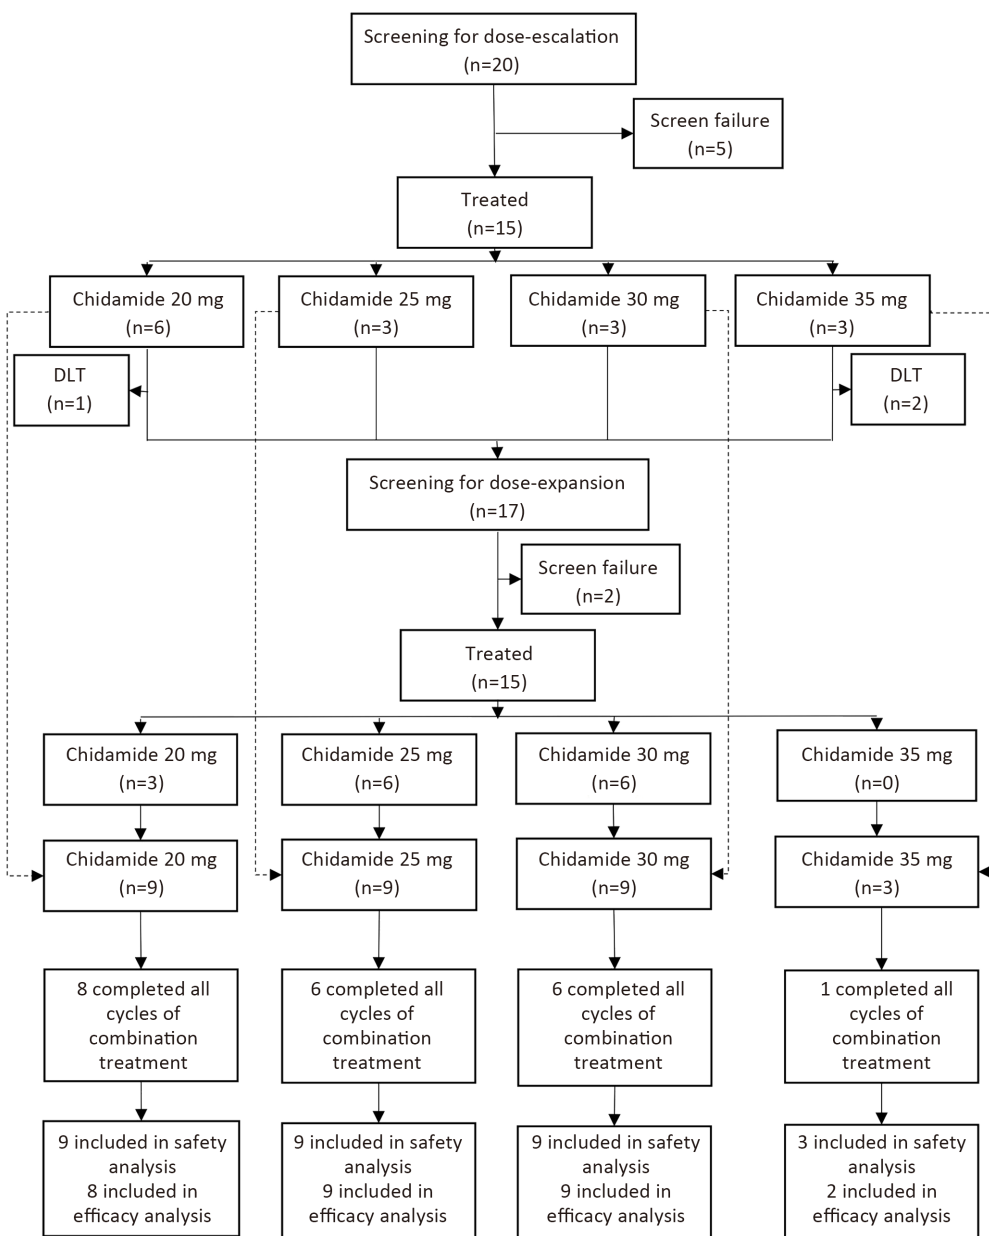 Screening for dose-escalation
(n=20)
Screen failure
(n=5)
Treated
(n=15)
Chidamide 20 mg
(n=6)
Chidamide 25 mg
(n=3)
Chidamide 30 mg
(n=3)
Chidamide 35 mg
(n=3)
DLT
(n=1)
DLT
(n=2)
Screening for dose-expansion
(n=17)
Screen failure
(n=2)
Treated
(n=15)
Chidamide 20 mg
(n=3)
Chidamide 25 mg
(n=6)
Chidamide 30 mg
(n=6)
Chidamide 35 mg
(n=0)
Chidamide 20 mg
(n=9)
Chidamide 25 mg
(n=9)
Chidamide 30 mg
(n=9)
Chidamide 35 mg
(n=3)
8 completed all
cycles of
combination
treatment
6 completed all
cycles of
combination
treatment
6 completed all
cycles of
combination
treatment
1 completed all
cycles of
combination
treatment
9 included in safety
analysis
8 included in
efficacy analysis
9 included in safety
analysis
9 included in
efficacy analysis
9 included in safety
analysis
9 included in
efficacy analysis
3 included in safety
analysis
2 included in
efficacy analysis